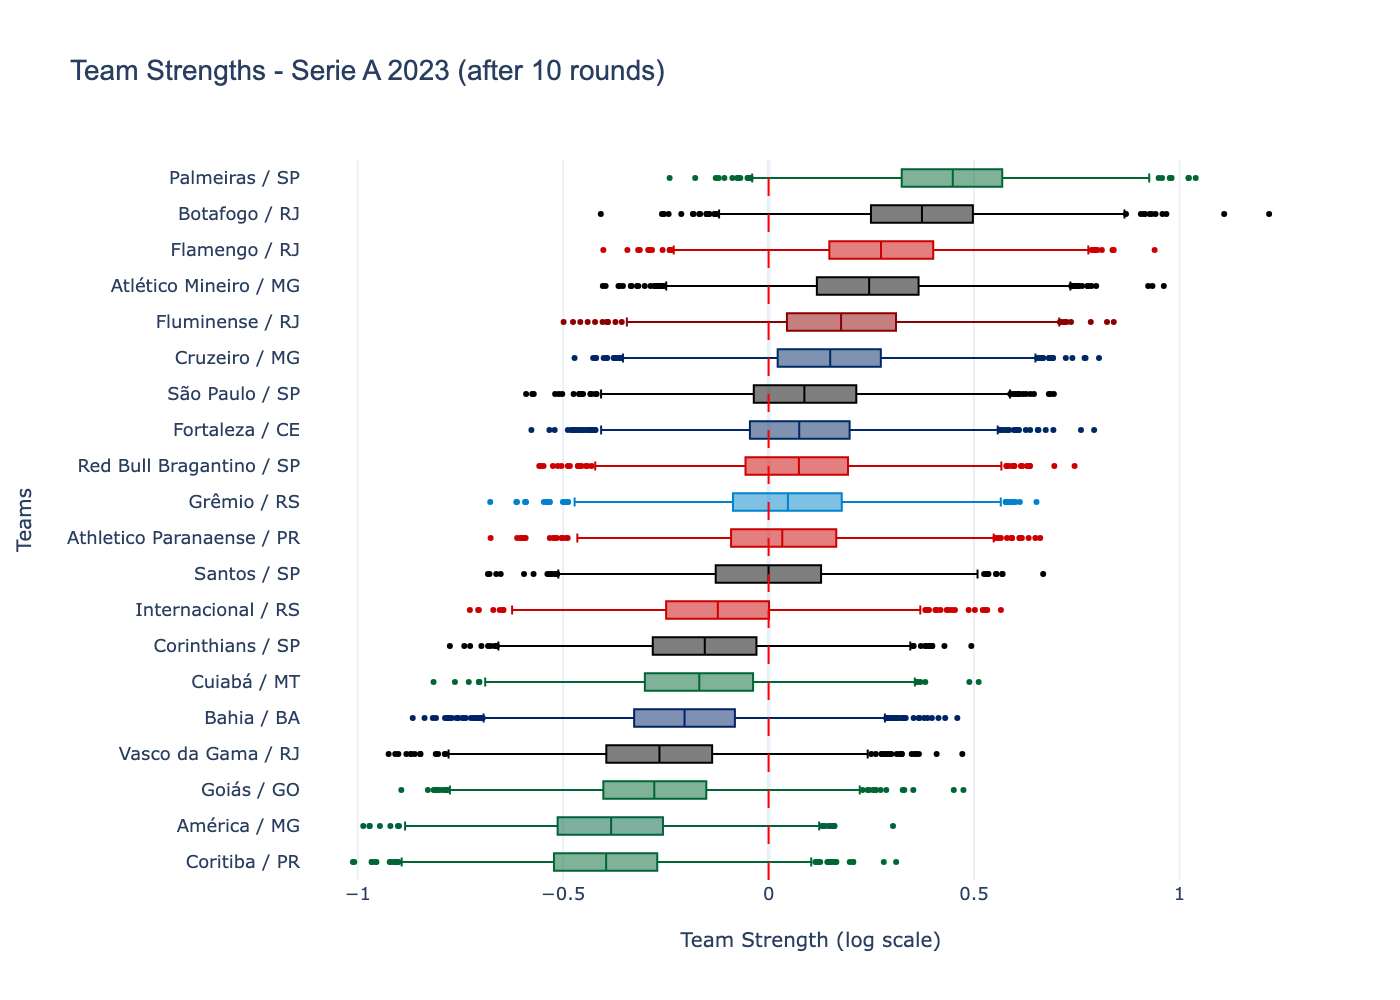 Team Strengths - Serie A 2023 (after 10 rounds)
Palmeiras / SP
Botafogo / RJ
Flamengo / RJ
Atlético Mineiro / MG
Fluminense / RJ
Cruzeiro / MG
São Paulo / SP
Fortaleza / CE
Red Bull Bragantino / SP
Grêmio / RS
Athletico Paranaense / PR
Santos / SP
Internacional / RS
Corinthians / SP
Cuiabá / MT
Bahia / BA
Vasco da Gama / RJ
Goiás / GO
América / MG
Coritiba / PR
Teams
−1 −0.5 0 0.5 1
Team Strength (log scale)